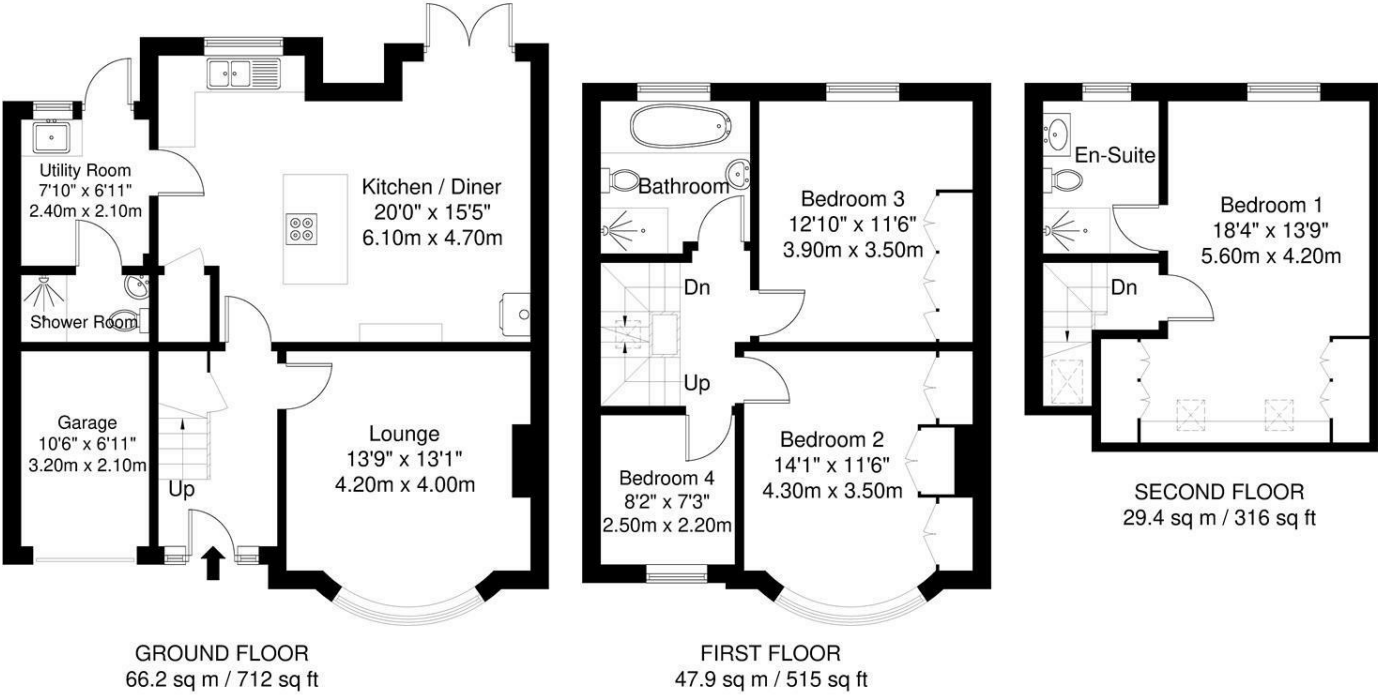 Utility Room
7'10" x 6'11"
2.40m x 2.10m
Kitchen / Diner
20'0" x 15'5"
6.10m x 4.70m
Shower Room
Garage
10'6" x 6'11"
3.20m x 2.10m
Up
Lounge
13'9" x 13'1"
4.20m x 4.00m
GROUND FLOOR
66.2 sq m / 712 sq ft
Bathroom
Bedroom 3
12'10" x 11'6"
3.90m x 3.50m
Dn
Up
Bedroom 4
8'2" x 7'3"
2.50m x 2.20m
Bedroom 2
14'1" x 11'6"
4.30m x 3.50m
FIRST FLOOR
47.9 sq m / 515 sq ft
En-Suite
Bedroom 1
18'4" x 13'9"
5.60m x 4.20m
Dn
SECOND FLOOR
29.4 sq m / 316 sq ft